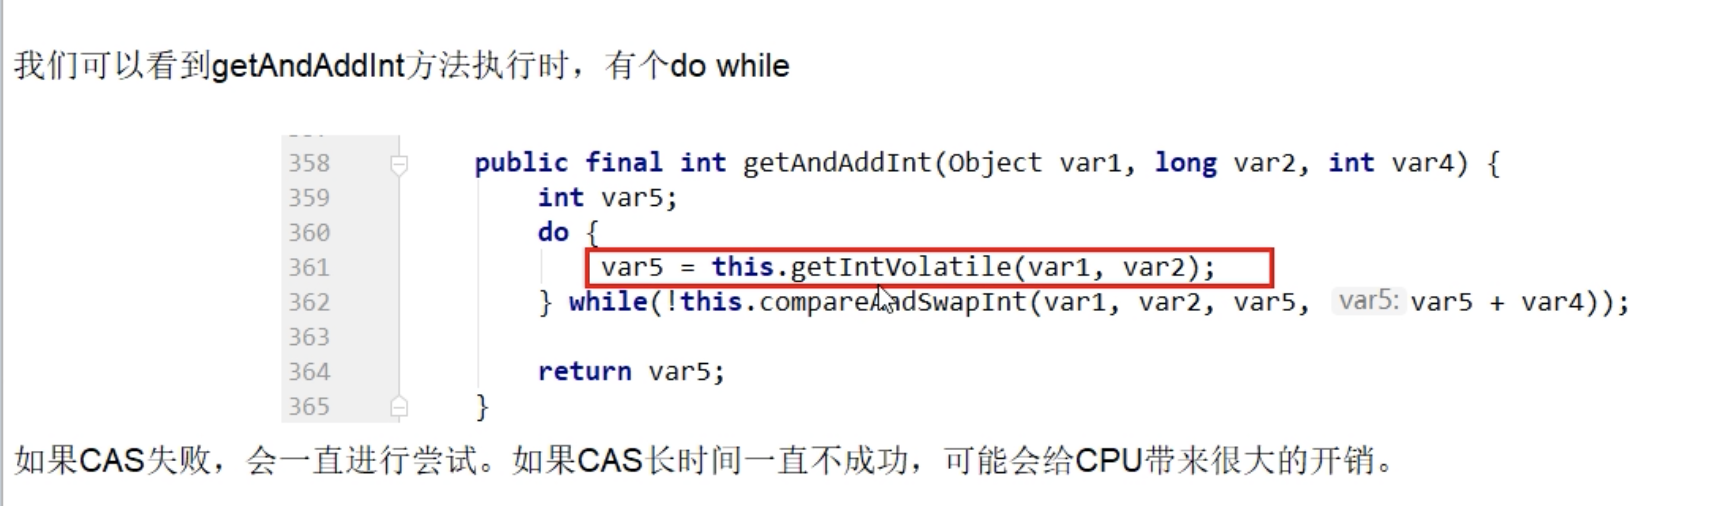 我们可以看到getAndAddInt方法执行时，有个do while
358 public final int getAndAddInt(Object var1, long var2, int var4) {
359 int var5;
360 do {
361 var5 = this.getIntVolatile(var1, var2);
362 } while(!this.compareAndSwapInt(var1, var2, var5, var5: var5 + var4));
363
364 return var5;
365 }
如果CAS失败，会一直进行尝试。如果CAS长时间一直不成功，可能会给CPU带来很大的开销。